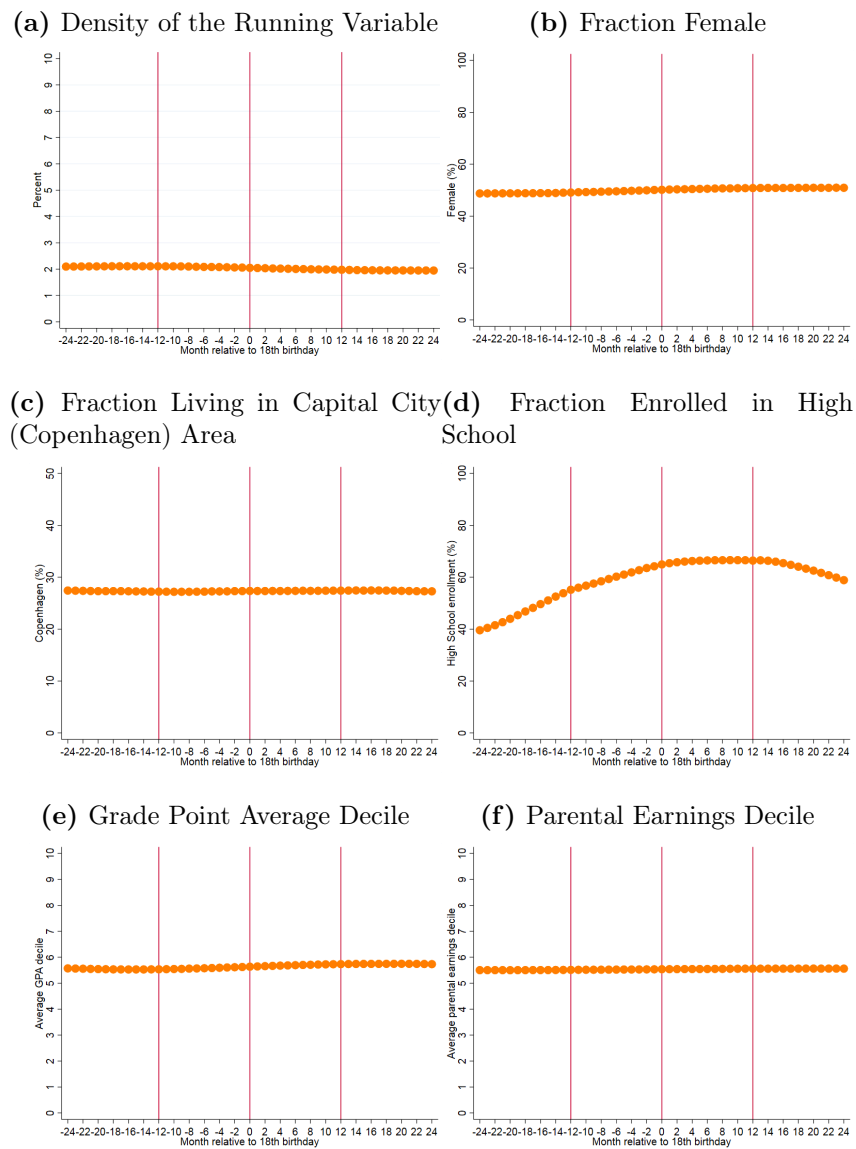 (a) Density of the Running Variable
10
9
8
7
6
5
4
3
2
1
0
Percent
-24-22-20-18-16-14-12-10 -8 -6 -4 -2 0 2 4 6 8 10 12 14 16 18 20 22 24
Month relative to 18th birthday
(b) Fraction Female
100
80
60
40
20
0
Female (%)
-24-22-20-18-16-14-12-10 -8 -6 -4 -2 0 2 4 6 8 10 12 14 16 18 20 22 24
Month relative to 18th birthday
(c) Fraction Living in Capital City
(Copenhagen) Area
50
40
30
20
10
0
Copenhagen (%)
-24-22-20-18-16-14-12-10 -8 -6 -4 -2 0 2 4 6 8 10 12 14 16 18 20 22 24
Month relative to 18th birthday
(d) Fraction Enrolled in High
School
100
80
60
40
20
0
High School enrollment (%)
-24-22-20-18-16-14-12-10 -8 -6 -4 -2 0 2 4 6 8 10 12 14 16 18 20 22 24
Month relative to 18th birthday
(e) Grade Point Average Decile
10
9
8
7
6
5
4
3
2
1
0
Average GPA decile
-24-22-20-18-16-14-12-10 -8 -6 -4 -2 0 2 4 6 8 10 12 14 16 18 20 22 24
Month relative to 18th birthday
(f) Parental Earnings Decile
10
9
8
7
6
5
4
3
2
1
0
Average parental earnings decile
-24-22-20-18-16-14-12-10 -8 -6 -4 -2 0 2 4 6 8 10 12 14 16 18 20 22 24
Month relative to 18th birthday